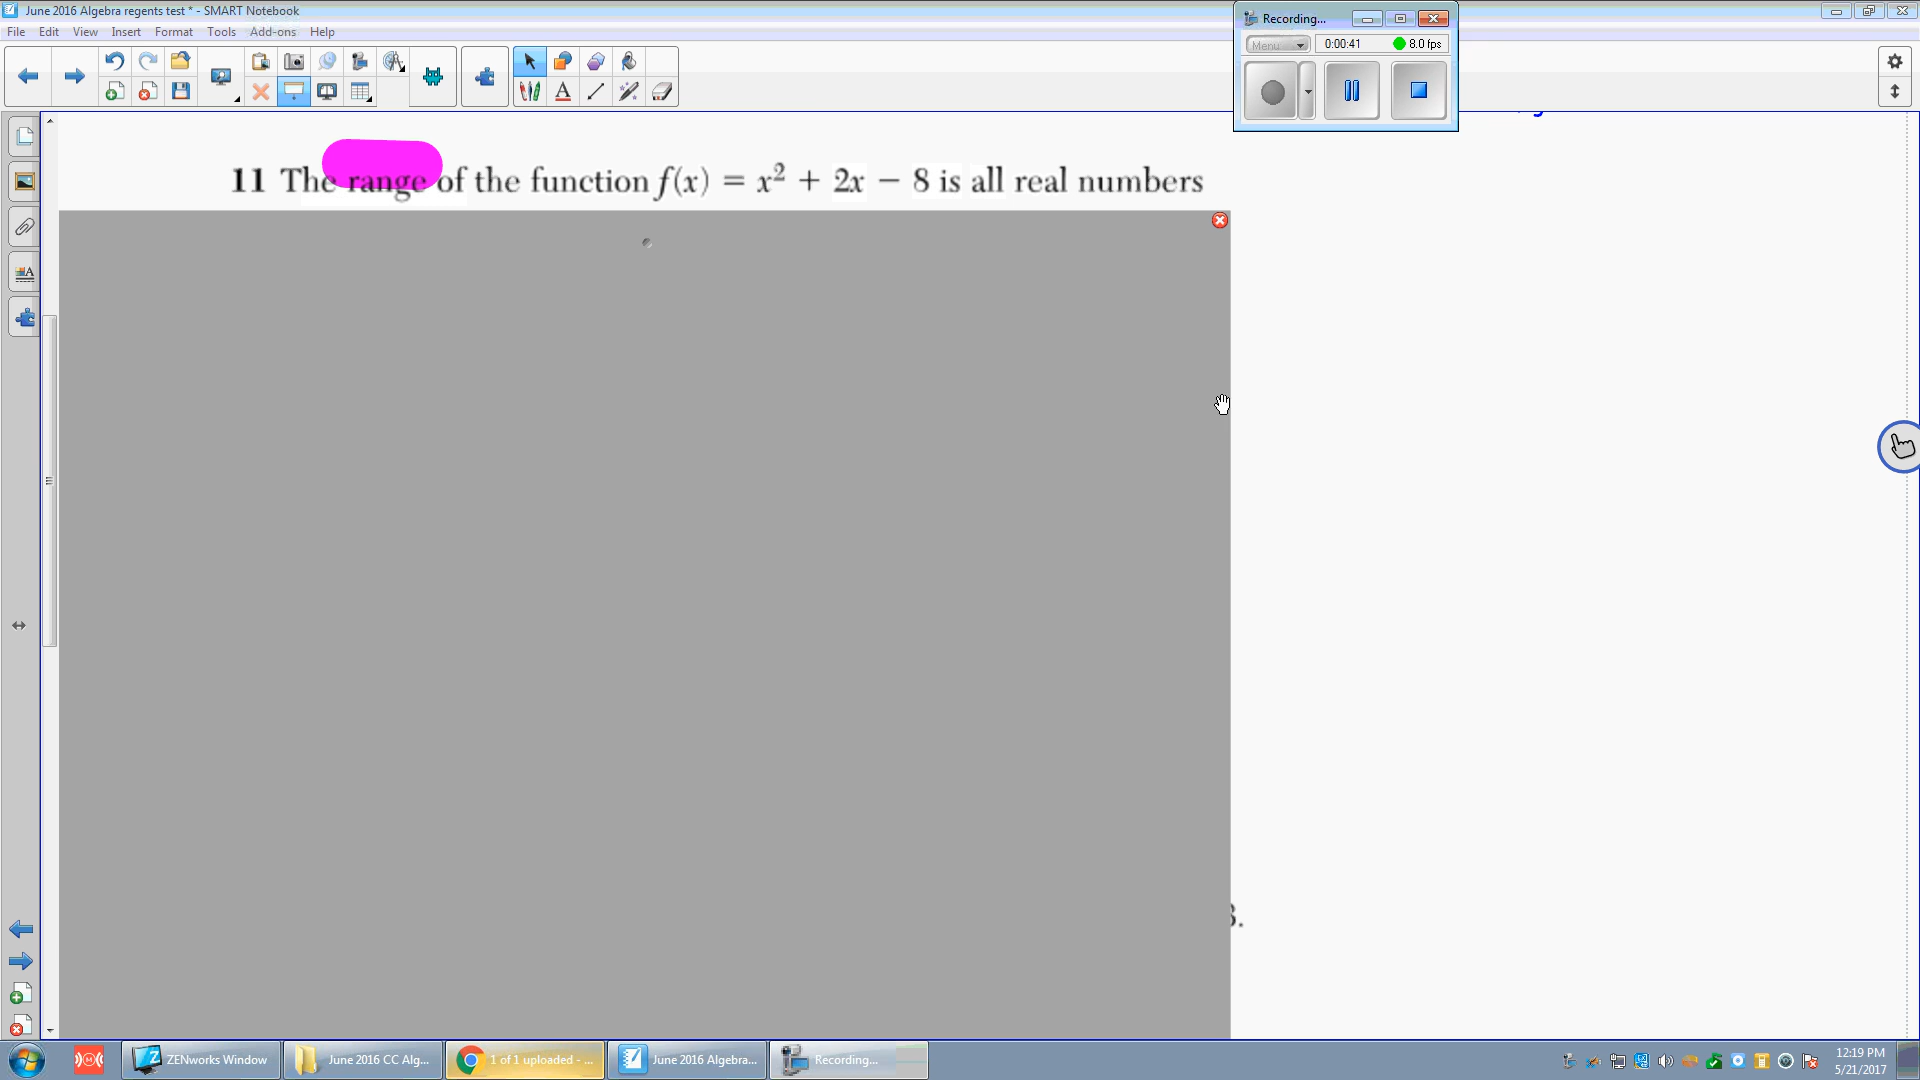 June 2016 Algebra regents test * - SMART Notebook
File Edit View Insert Format Tools Add-ons Help
Recording...
Menu 0:00:41 8.0 fps
11 The range of the function f(x) = x² + 2x − 8 is all real numbers
ZENworks Window
June 2016 CC Alg...
1 of 1 uploaded - ...
June 2016 Algebra...
Recording...
12:19 PM
5/21/2017